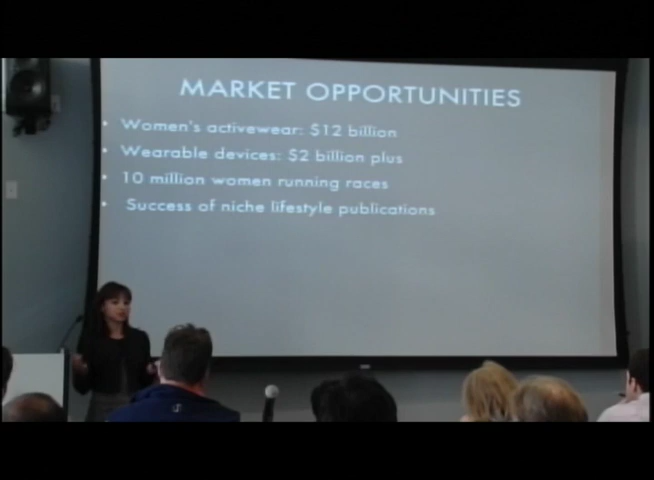 MARKET OPPORTUNITIES
• Women's activewear: $12 billion
• Wearable devices: $2 billion plus
• 10 million women running races
• Success of niche lifestyle publications